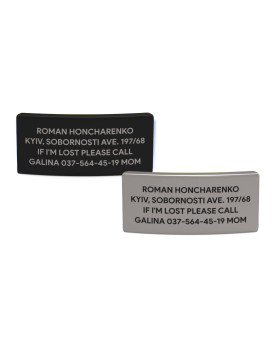 ROMAN HONCHARENKO
KYIV, SOBORNOSTI AVE. 197/68
IF I'M LOST PLEASE CALL
GALINA 037-564-45-19 MOM
ROMAN HONCHARENKO
KYIV, SOBORNOSTI AVE. 197/68
IF I'M LOST PLEASE CALL
GALINA 037-564-45-19 MOM